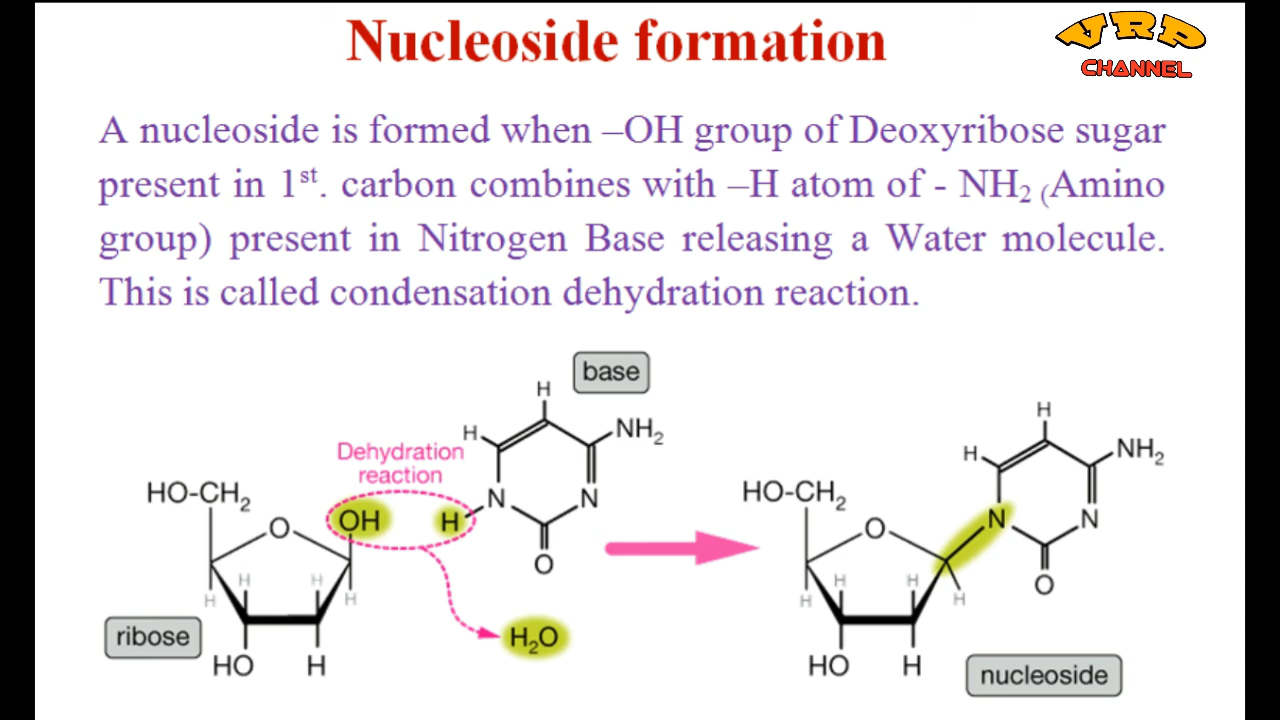 Nucleoside formation
VRD
CHANNEL
A nucleoside is formed when –OH group of Deoxyribose sugar
present in 1st. carbon combines with –H atom of - NH2 (Amino
group) present in Nitrogen Base releasing a Water molecule.
This is called condensation dehydration reaction.
base
H
H
NH2
H
NH2
H
Dehydration
reaction
HO-CH2
N
N
HO-CH2
N
N
OH
H
O
O
O
O
H
H
H
H
H
H
H
H
ribose
H2O
HO
H
HO
H
nucleoside